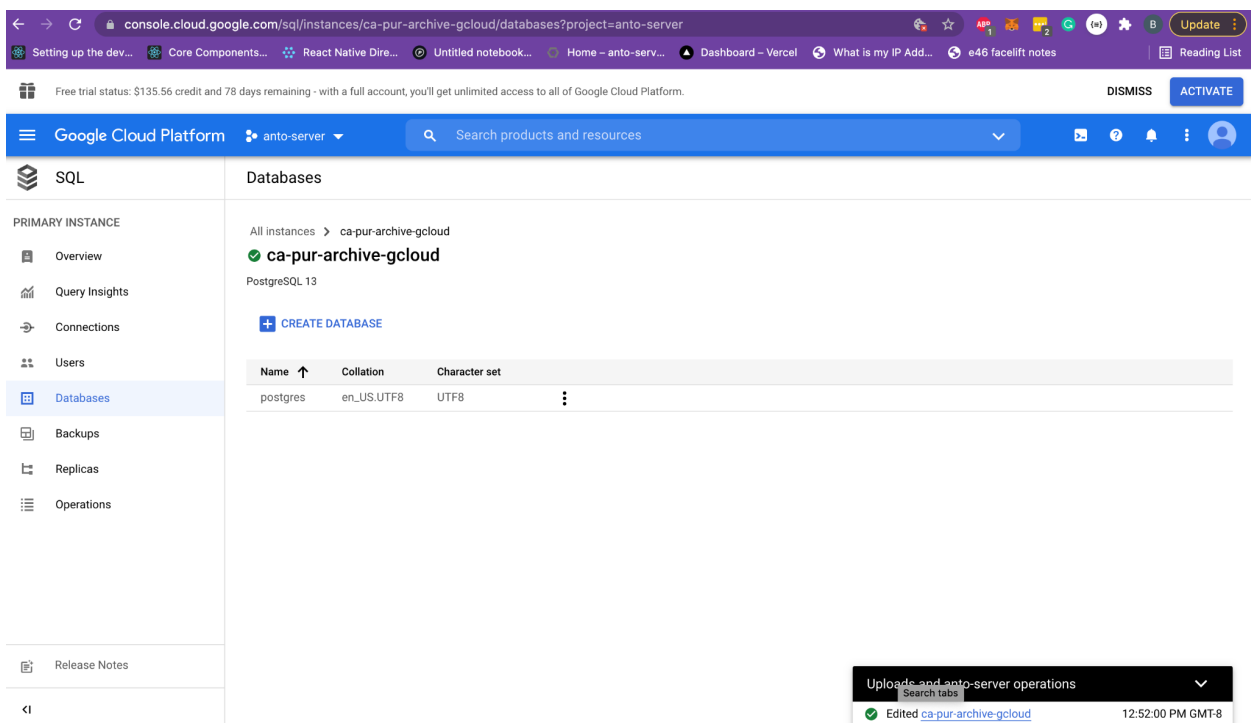 console.cloud.google.com/sql/instances/ca-pur-archive-gcloud/databases?project=anto-server
ABP 1 2 G {=} B Update
Setting up the dev... Core Components... React Native Dire... Untitled notebook... Home – anto-serv... Dashboard – Vercel What is my IP Add... e46 facelift notes Reading List
Free trial status: $135.56 credit and 78 days remaining - with a full account, you'll get unlimited access to all of Google Cloud Platform. DISMISS ACTIVATE
Google Cloud Platform anto-server Search products and resources
SQL
Databases
PRIMARY INSTANCE
Overview
Query Insights
Connections
Users
Databases
Backups
Replicas
Operations
Release Notes
All instances ca-pur-archive-gcloud
ca-pur-archive-gcloud
PostgreSQL 13
CREATE DATABASE
Name Collation Character set
postgres en_US.UTF8 UTF8
Uploads and anto-server operations
Search tabs
Edited ca-pur-archive-gcloud 12:52:00 PM GMT-8